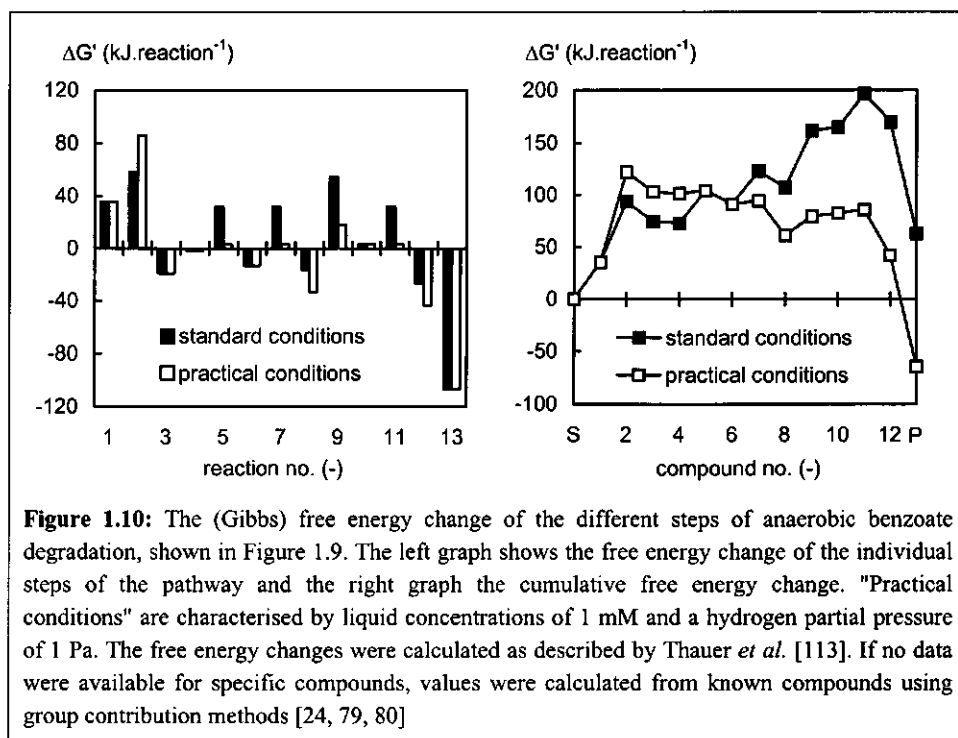 ΔG' (kJ.reaction⁻¹)
120
80
40
0
-40
-80
-120
standard conditions
practical conditions
1 3 5 7 9 11 13
reaction no. (-)
ΔG' (kJ.reaction⁻¹)
200
150
100
50
0
-50
-100
standard conditions
practical conditions
S 2 4 6 8 10 12 P
compound no. (-)
Figure 1.10: The (Gibbs) free energy change of the different steps of anaerobic benzoate
degradation, shown in Figure 1.9. The left graph shows the free energy change of the individual
steps of the pathway and the right graph the cumulative free energy change. "Practical
conditions" are characterised by liquid concentrations of 1 mM and a hydrogen partial pressure
of 1 Pa. The free energy changes were calculated as described by Thauer et al. [113]. If no data
were available for specific compounds, values were calculated from known compounds using
group contribution methods [24, 79, 80]